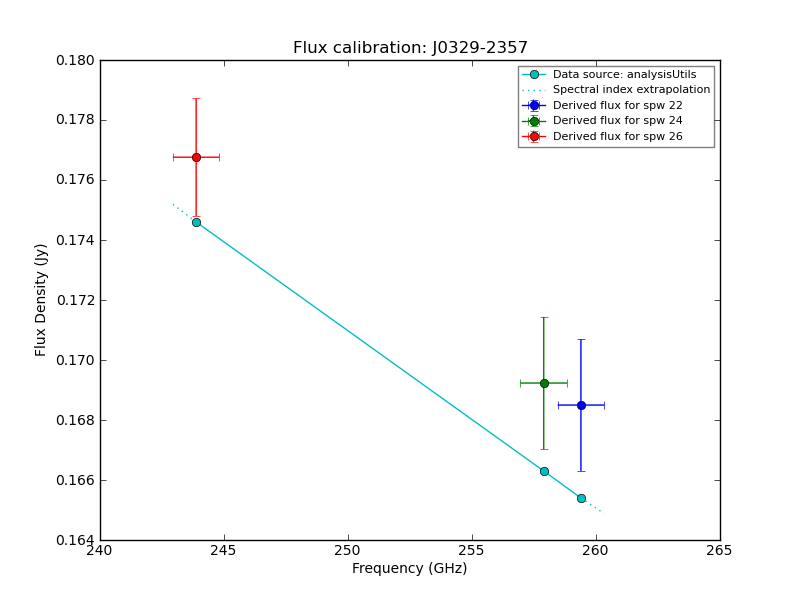 Flux calibration: J0329-2357
0.180
0.178
0.176
0.174
0.172
0.170
0.168
0.166
0.164
Flux Density (Jy)
Data source: analysisUtils
Spectral index extrapolation
Derived flux for spw 22
Derived flux for spw 24
Derived flux for spw 26
240 245 250 255 260 265
Frequency (GHz)